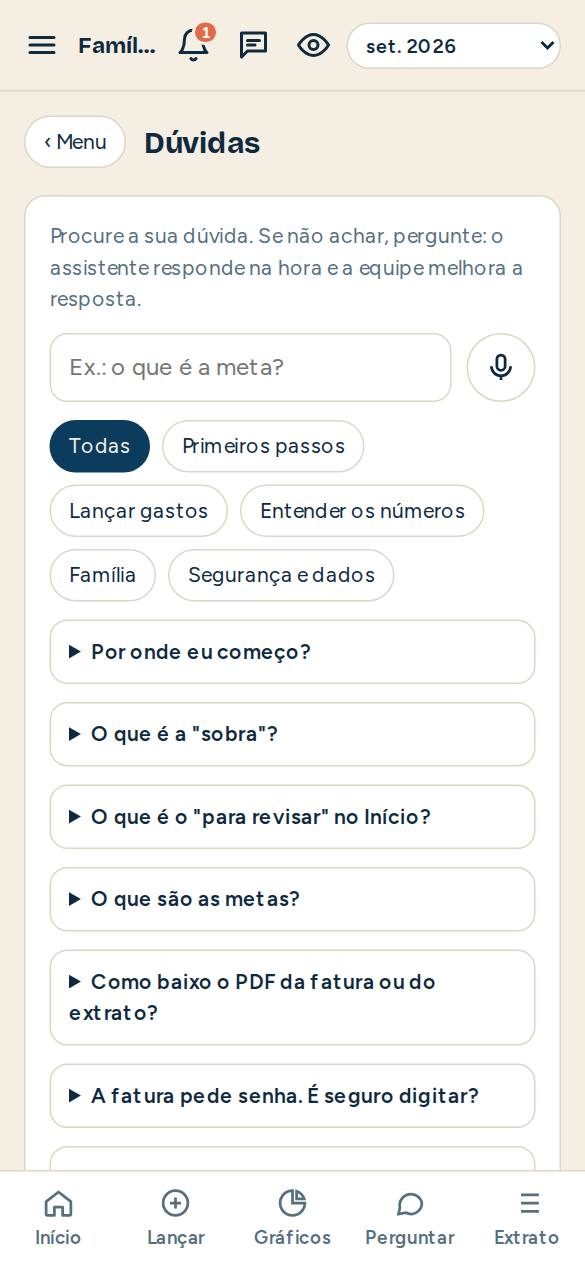 Famíl...
1
set. 2026
‹ Menu
Dúvidas
Procure a sua dúvida. Se não achar, pergunte: o
assistente responde na hora e a equipe melhora a
resposta.
Ex.: o que é a meta?
Todas
Primeiros passos
Lançar gastos
Entender os números
Família
Segurança e dados
Por onde eu começo?
O que é a "sobra"?
O que é o "para revisar" no Início?
O que são as metas?
Como baixo o PDF da fatura ou do
extrato?
A fatura pede senha. É seguro digitar?
Início
Lançar
Gráficos
Perguntar
Extrato